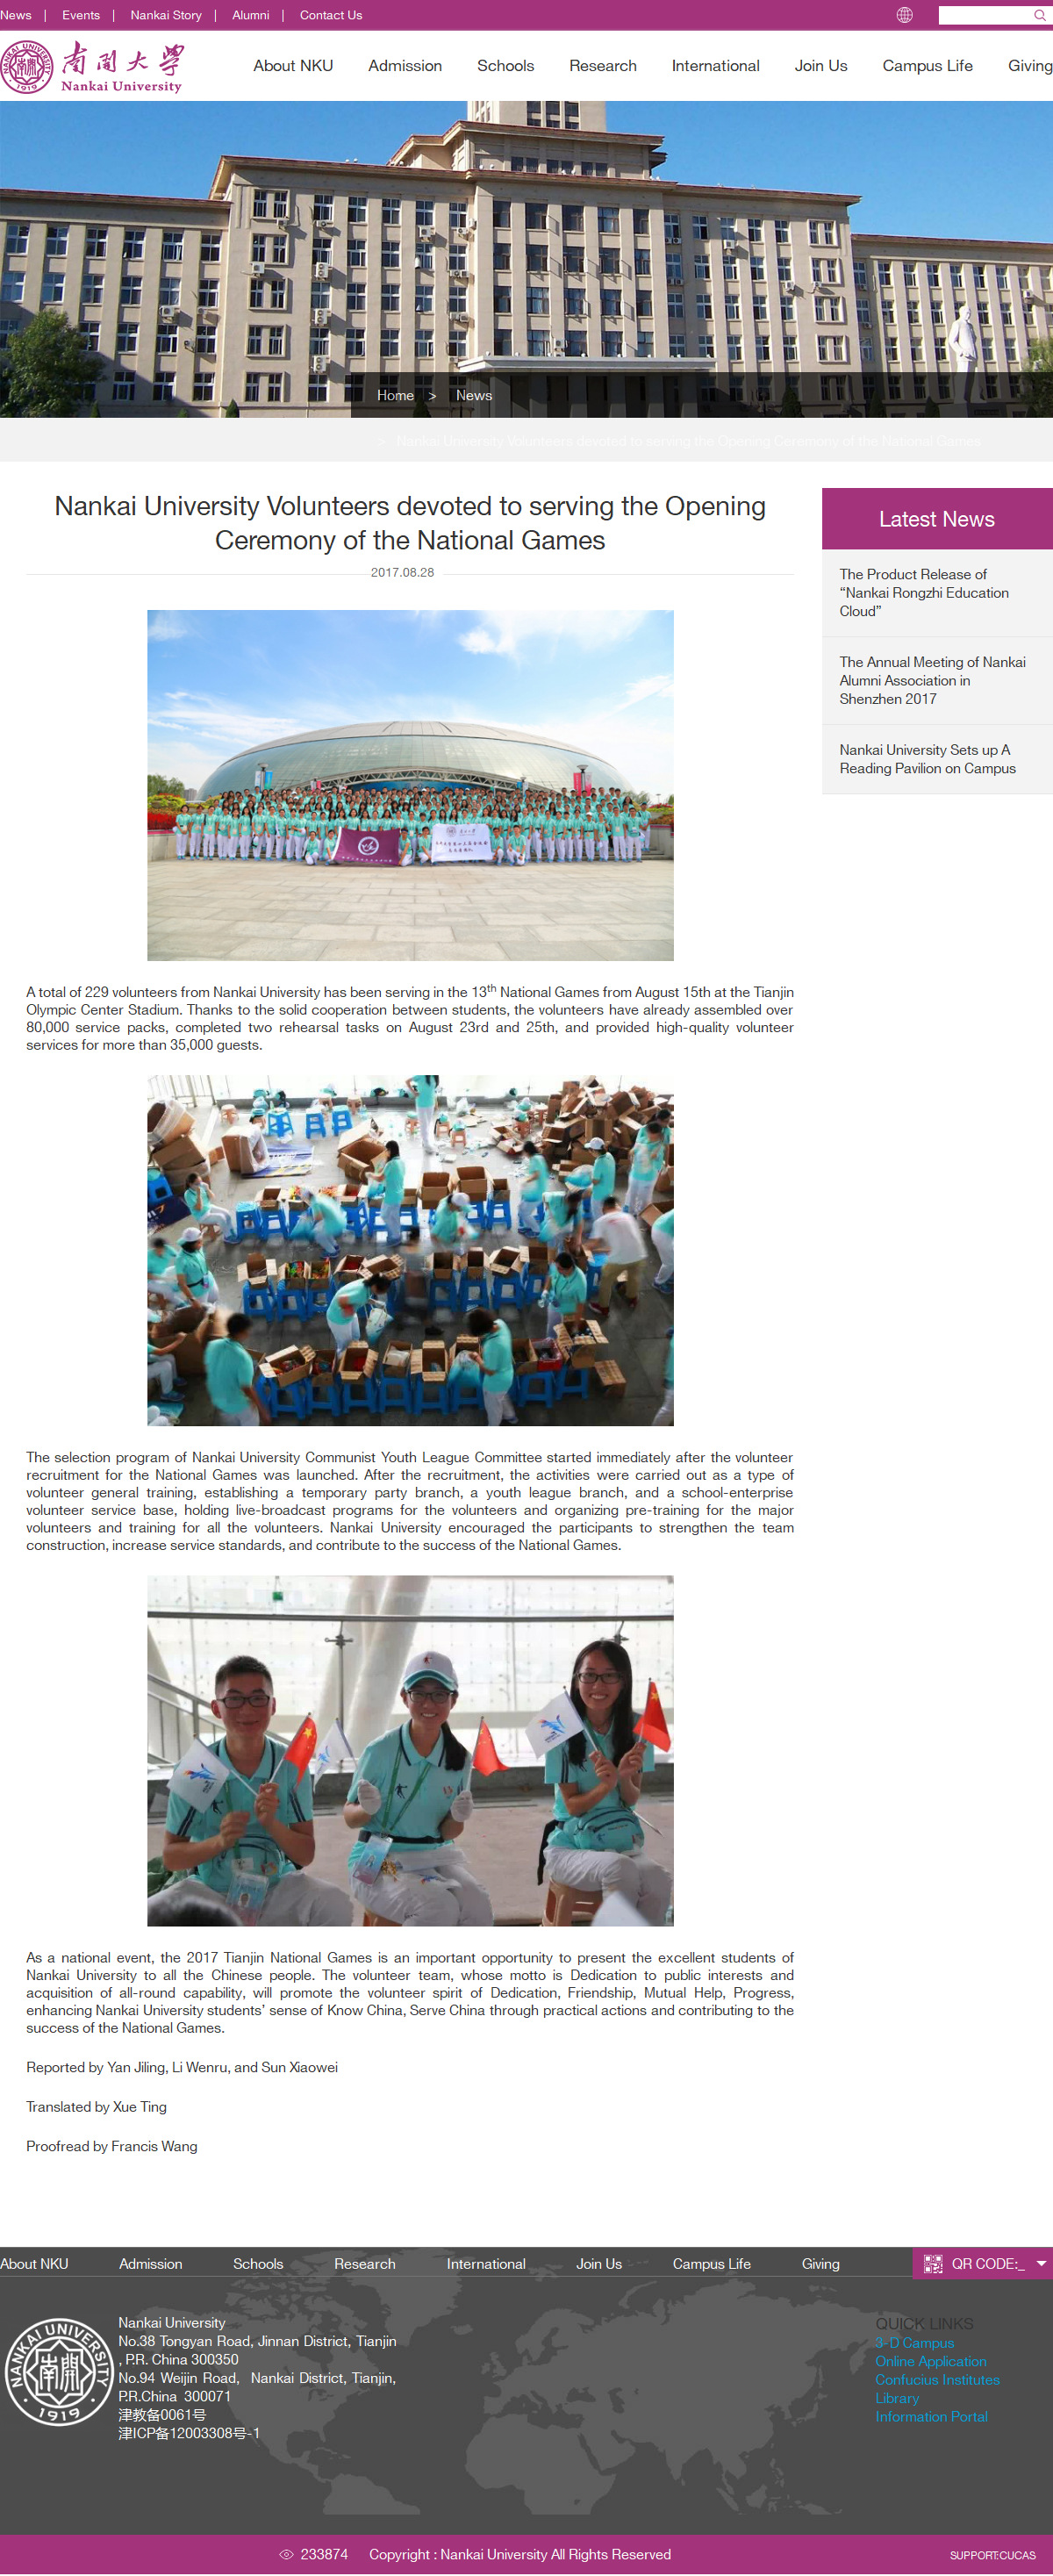 News | Events | Nankai Story | Alumni | Contact Us
南开大学
Nankai University
NANKAI UNIVERSITY
1919
About NKU Admission Schools Research International Join Us Campus Life Giving
Home > News
> Nankai University Volunteers devoted to serving the Opening Ceremony of the National Games
Nankai University Volunteers devoted to serving the Opening
Ceremony of the National Games
2017.08.28
A total of 229 volunteers from Nankai University has been serving in the 13th National Games from August 15th at the Tianjin
Olympic Center Stadium. Thanks to the solid cooperation between students, the volunteers have already assembled over
80,000 service packs, completed two rehearsal tasks on August 23rd and 25th, and provided high-quality volunteer
services for more than 35,000 guests.
The selection program of Nankai University Communist Youth League Committee started immediately after the volunteer
recruitment for the National Games was launched. After the recruitment, the activities were carried out as a type of
volunteer general training, establishing a temporary party branch, a youth league branch, and a school-enterprise
volunteer service base, holding live-broadcast programs for the volunteers and organizing pre-training for the major
volunteers and training for all the volunteers. Nankai University encouraged the participants to strengthen the team
construction, increase service standards, and contribute to the success of the National Games.
As a national event, the 2017 Tianjin National Games is an important opportunity to present the excellent students of
Nankai University to all the Chinese people. The volunteer team, whose motto is Dedication to public interests and
acquisition of all-round capability, will promote the volunteer spirit of Dedication, Friendship, Mutual Help, Progress,
enhancing Nankai University students’ sense of Know China, Serve China through practical actions and contributing to the
success of the National Games.
Reported by Yan Jiling, Li Wenru, and Sun Xiaowei
Translated by Xue Ting
Proofread by Francis Wang
Latest News
The Product Release of
“Nankai Rongzhi Education
Cloud”
The Annual Meeting of Nankai
Alumni Association in
Shenzhen 2017
Nankai University Sets up A
Reading Pavilion on Campus
About NKU Admission Schools Research International Join Us Campus Life Giving
QR CODE:_
NANKAI UNIVERSITY
1919
Nankai University
No.38 Tongyan Road, Jinnan District, Tianjin
, P.R. China 300350
No.94 Weijin Road, Nankai District, Tianjin,
P.R.China 300071
津教备0061号
津ICP备12003308号-1
QUICK LINKS
3-D Campus
Online Application
Confucius Institutes
Library
Information Portal
233874 Copyright : Nankai University All Rights Reserved
SUPPORT:CUCAS